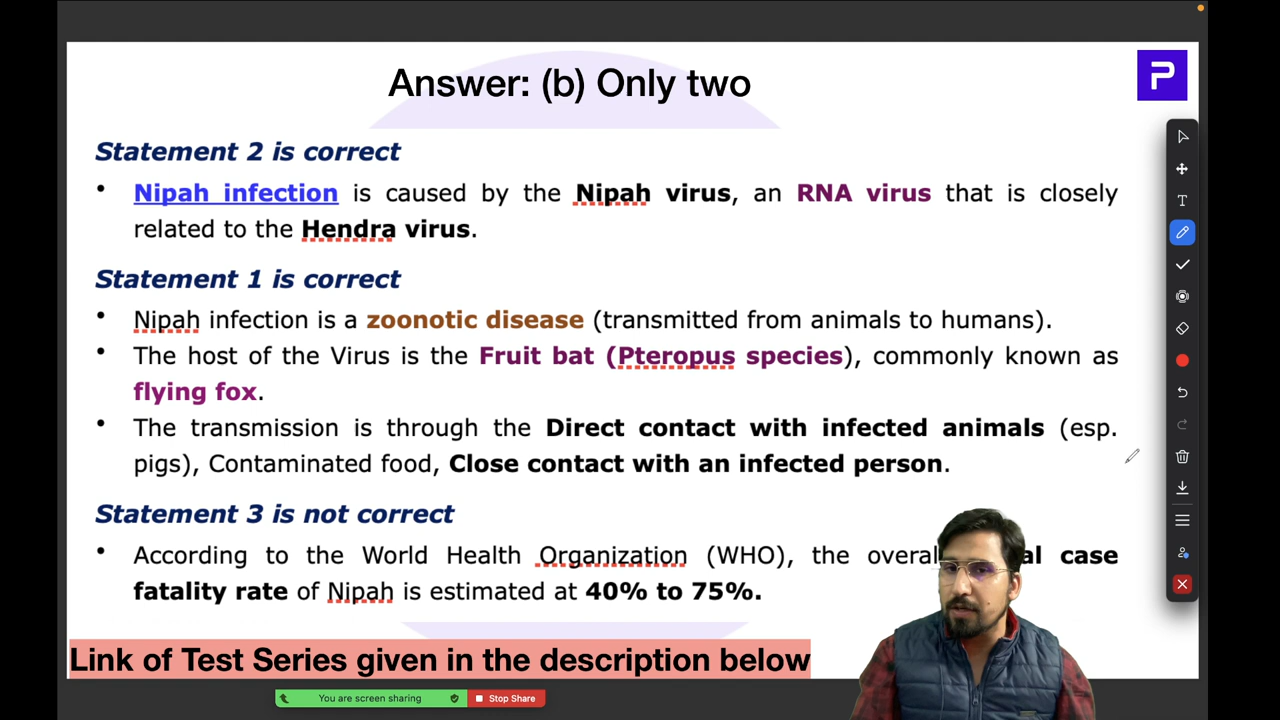 Answer: (b) Only two
P
Statement 2 is correct
• Nipah infection is caused by the Nipah virus, an RNA virus that is closely
related to the Hendra virus.
Statement 1 is correct
• Nipah infection is a zoonotic disease (transmitted from animals to humans).
• The host of the Virus is the Fruit bat (Pteropus species), commonly known as
flying fox.
• The transmission is through the Direct contact with infected animals (esp.
pigs), Contaminated food, Close contact with an infected person.
Statement 3 is not correct
• According to the World Health Organization (WHO), the overal al case
fatality rate of Nipah is estimated at 40% to 75%.
Link of Test Series given in the description below
You are screen sharing Stop Share